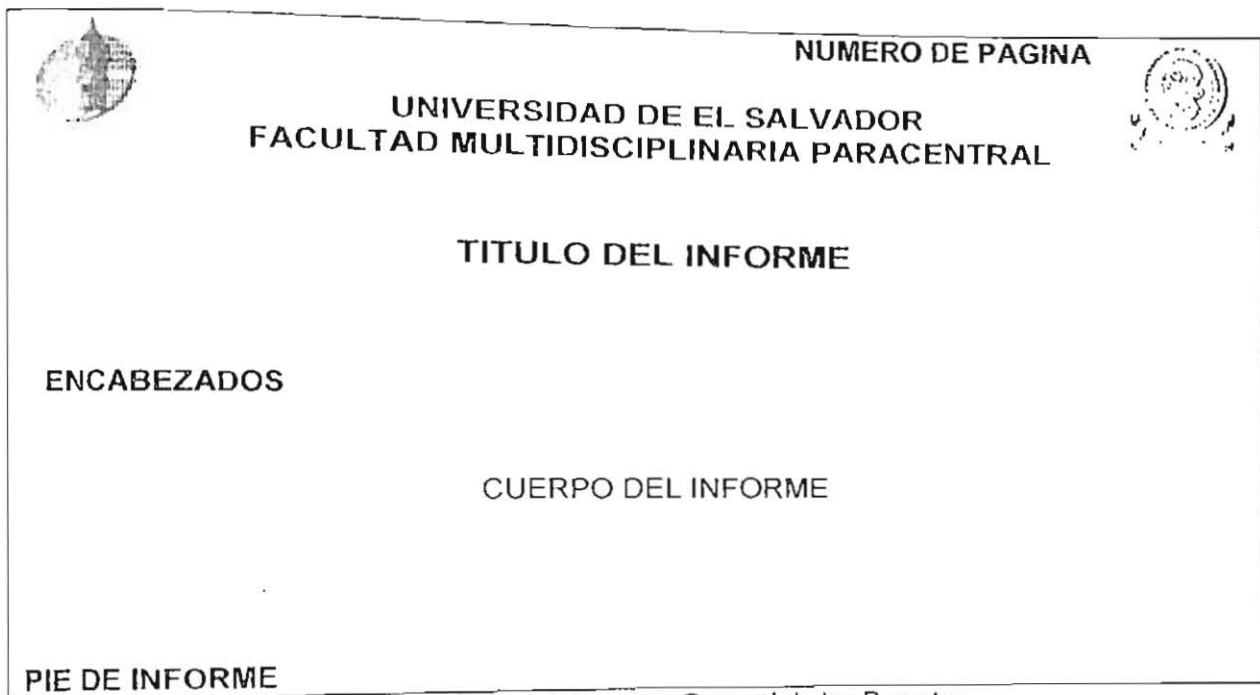 NUMERO DE PAGINA
UNIVERSIDAD DE EL SALVADOR
FACULTAD MULTIDISCIPLINARIA PARACENTRAL
TITULO DEL INFORME
ENCABEZADOS
CUERPO DEL INFORME
PIE DE INFORME